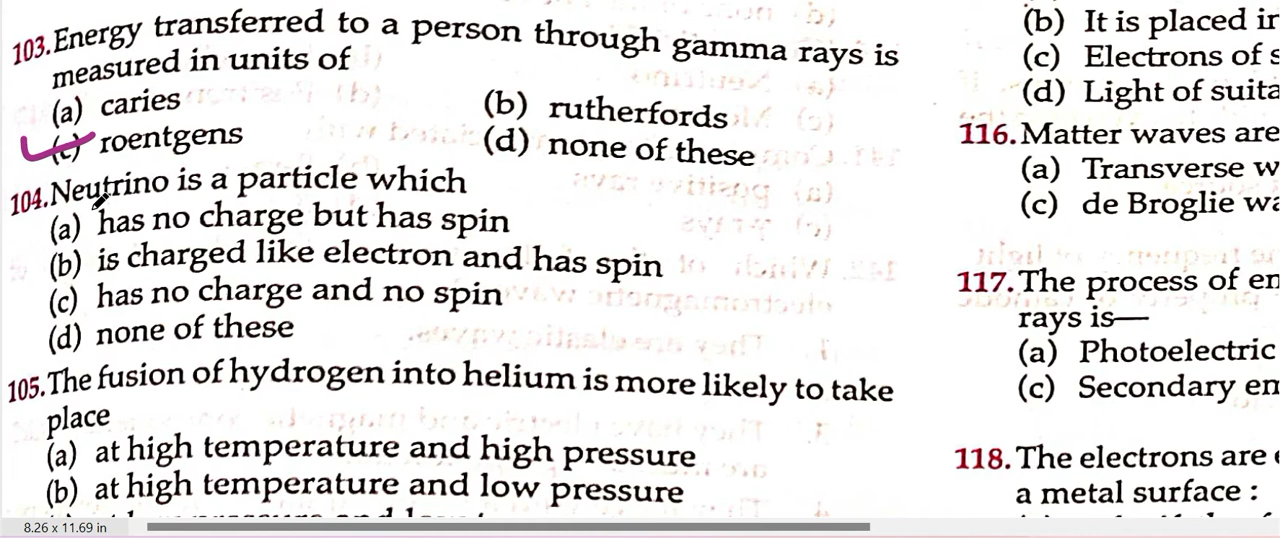 103. Energy transferred to a person through gamma rays is
measured in units of
(a) caries
(b) rutherfords
(c) roentgens
(d) none of these
104. Neutrino is a particle which
(a) has no charge but has spin
(b) is charged like electron and has spin
(c) has no charge and no spin
(d) none of these
105. The fusion of hydrogen into helium is more likely to take
place
(a) at high temperature and high pressure
(b) at high temperature and low pressure
(b) It is placed
(c) Electrons of
(d) Light of
116. Matter waves are
(a) Transverse
(c) de Broglie
117. The process of
rays is—
(a) Photoelectric
(c) Secondary
118. The electrons are
a metal surface :
8.26 x 11.69 in